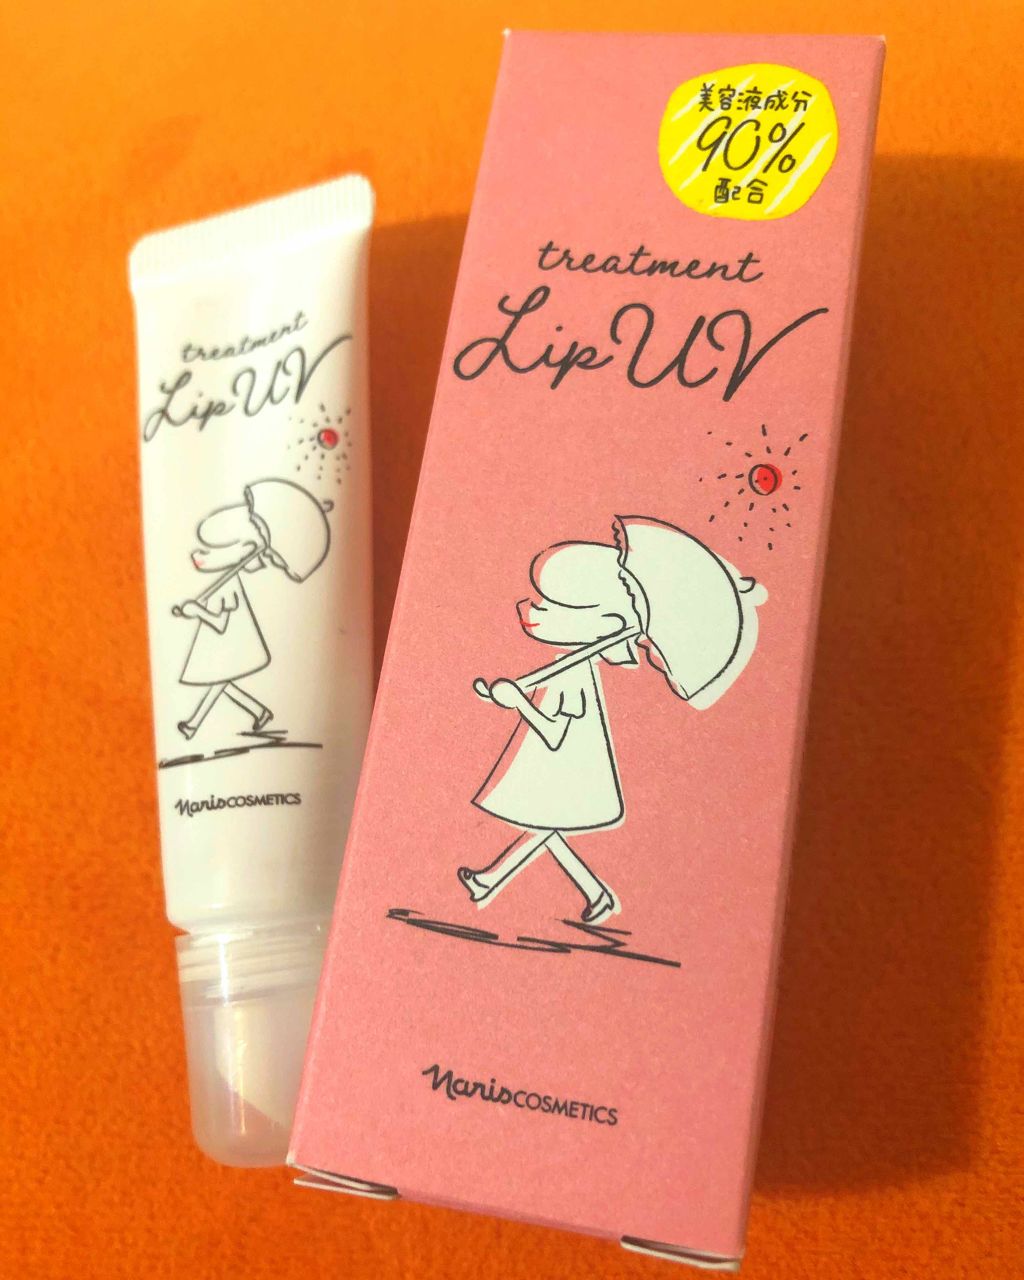 treatment
Lip UV
Naris COSMETICS
美容液成分
90%
配合
treatment
Lip UV
Naris COSMETICS